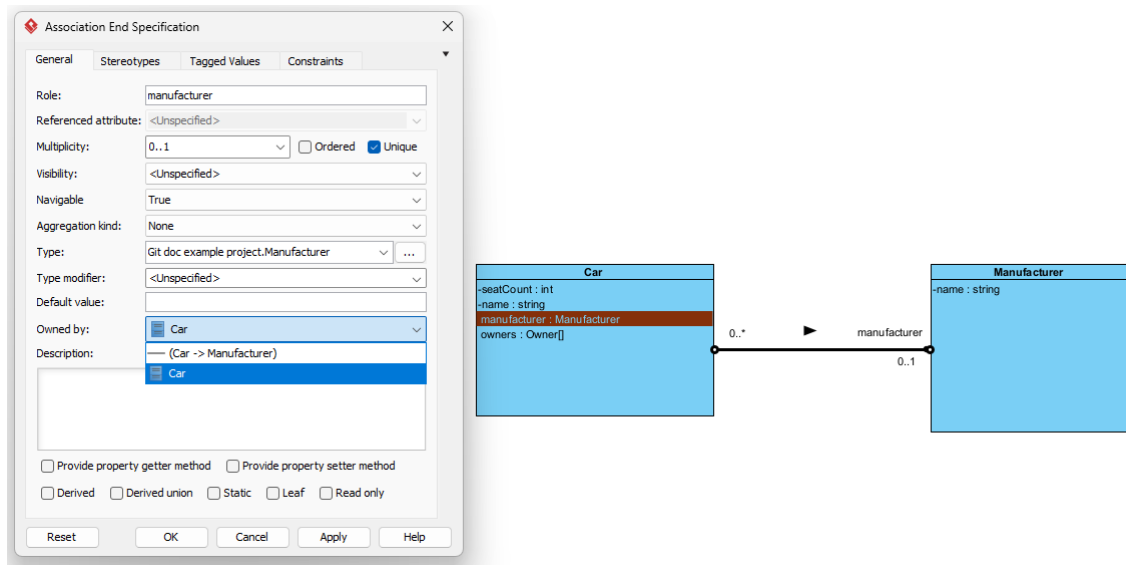 Association End Specification
General Stereotypes Tagged Values Constraints
Role: manufacturer
Referenced attribute: <Unspecified>
Multiplicity: 0..1 Ordered Unique
Visibility: <Unspecified>
Navigable True
Aggregation kind: None
Type: Git doc example project.Manufacturer ...
Type modifier: <Unspecified>
Default value:
Owned by: Car
Description: (Car -> Manufacturer)
Car
Provide property getter method Provide property setter method
Derived Derived union Static Leaf Read only
Reset OK Cancel Apply Help
Car
-seatCount : int
-name : string
manufacturer : Manufacturer
owners : Owner[]
0..*
manufacturer
0..1
Manufacturer
-name : string